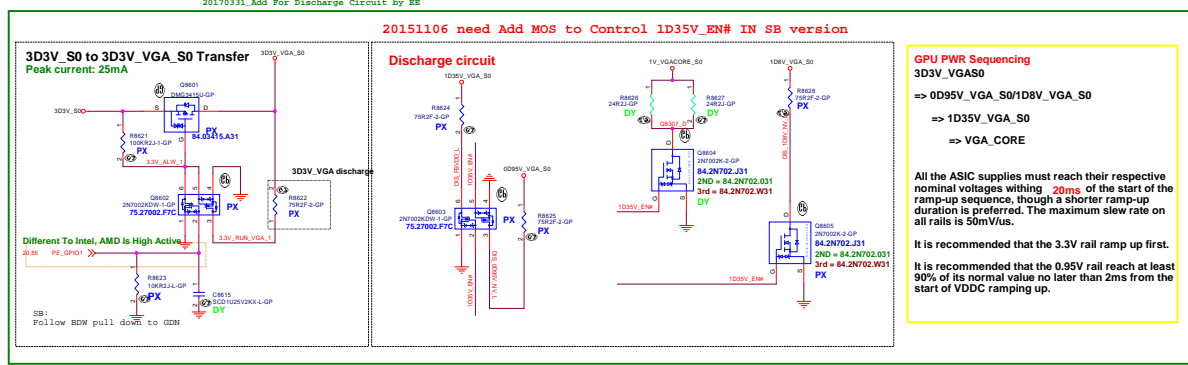 20170331_Add For Discharge Circuit by EE
20151106 need Add MOS to Control 1D35V_EN# IN SB version
3D3V_S0 to 3D3V_VGA_S0 Transfer
Peak current: 25mA
3D3V_VGA_S0
Q8601
DMG3415U-GP
3D3V_S0
S
D
G
PX
84.03415.A31
R8621
100KR2J-1-GP
PX
3.3V_ALW_1
Q8602
2N7002KDW-1-GP
75.27002.F7C
PX
3D3V_VGA discharge
R8622
75R2F-2-GP
PX
3.3V_RUN_VGA_1
Different To Intel, AMD Is High Active
20,85 PE_GPIO1
R8623
10KR2J-L-GP
PX
C8615
SCD1U25V2KX-L-GP
DY
SB:
Follow BDW pull down to GDN
Discharge circuit
1D35V_VGA_S0
R8624
75R2F-2-GP
PX
DIS_FBVDD_L
1D35V_EN#
0D95V_VGA_S0
Q8603
2N7002KDW-1-GP
75.27002.F7C
PX
R8625
75R2F-2-GP
PX
1D35V_EN#
1V_VGACORE_S0
R8626
24R2J-GP
DY
R8627
24R2J-GP
DY
Q8307_D
D
Q8604
2N7002K-2-GP
84.2N702.J31
2ND = 84.2N702.031
3rd = 84.2N702.W31
DY
G
S
1D35V_EN#
1D8V_VGA_S0
R8628
75R2F-2-GP
PX
D
Q8605
2N7002K-2-GP
84.2N702.J31
2ND = 84.2N702.031
3rd = 84.2N702.W31
PX
G
S
1D35V_EN#
GPU PWR Sequencing
3D3V_VGAS0
=> 0D95V_VGA_S0/1D8V_VGA_S0
=> 1D35V_VGA_S0
=> VGA_CORE
All the ASIC supplies must reach their respective
nominal voltages withing 20ms of the start of the
ramp-up sequence, though a shorter ramp-up
duration is preferred. The maximum slew rate on
all rails is 50mV/us.
It is recommended that the 3.3V rail ramp up first.
It is recommended that the 0.95V rail reach at least
90% of its normal value no later than 2ms from the
start of VDDC ramping up.